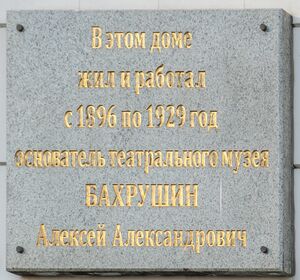 В этом доме
жил и работал
с 1896 по 1929 год
основатель театрального музея
БАХРУШИН
Алексей Александрович